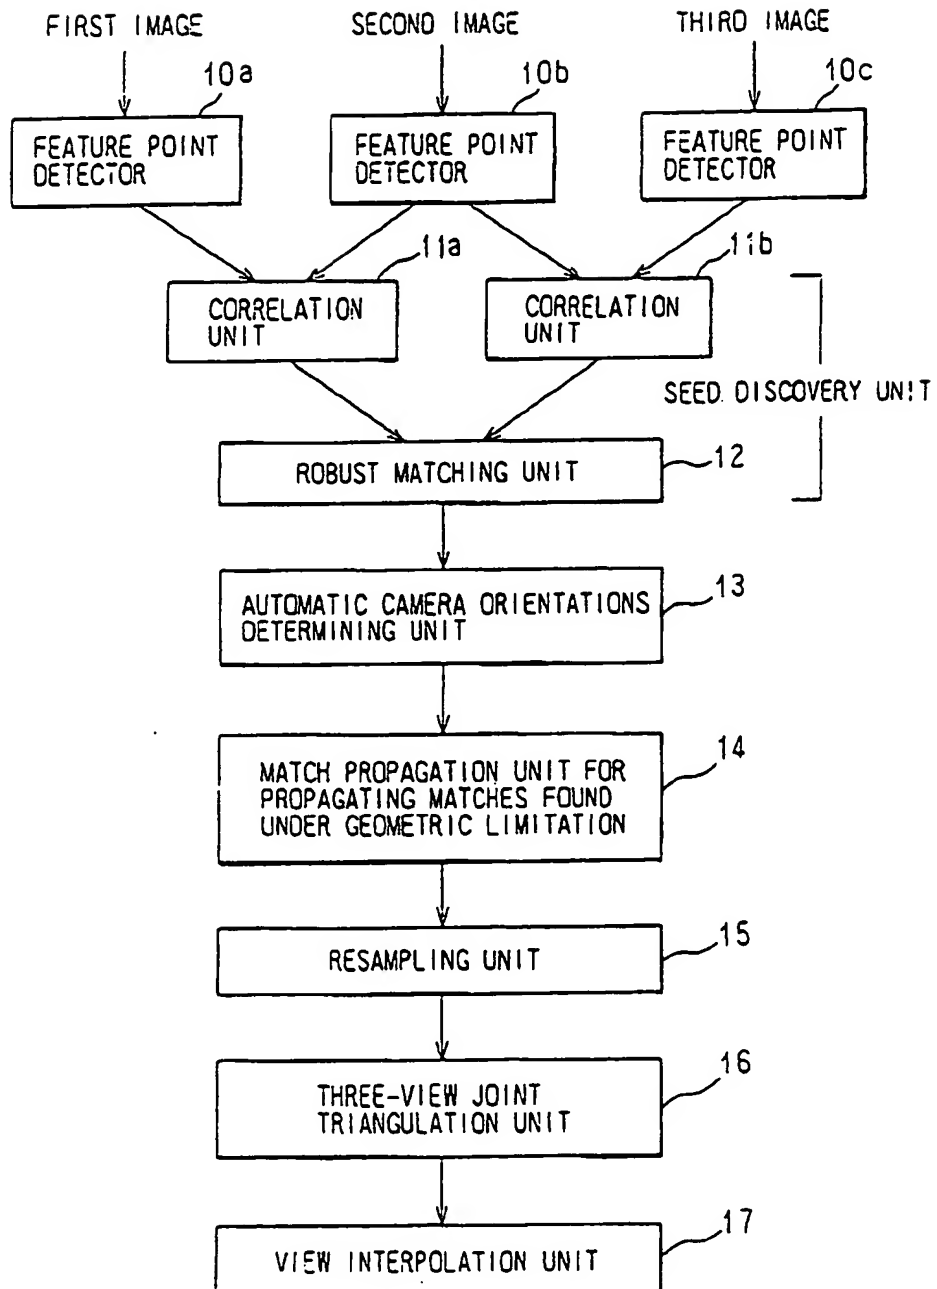 FIRST IMAGE
SECOND IMAGE
THIRD IMAGE
10a
10b
10c
FEATURE POINT
DETECTOR
FEATURE POINT
DETECTOR
FEATURE POINT
DETECTOR
11a
11b
CORRELATION
UNIT
CORRELATION
UNIT
SEED DISCOVERY UNIT
ROBUST MATCHING UNIT
12
AUTOMATIC CAMERA ORIENTATIONS
DETERMINING UNIT
13
MATCH PROPAGATION UNIT FOR
PROPAGATING MATCHES FOUND
UNDER GEOMETRIC LIMITATION
14
RESAMPLING UNIT
15
THREE-VIEW JOINT
TRIANGULATION UNIT
16
VIEW INTERPOLATION UNIT
17